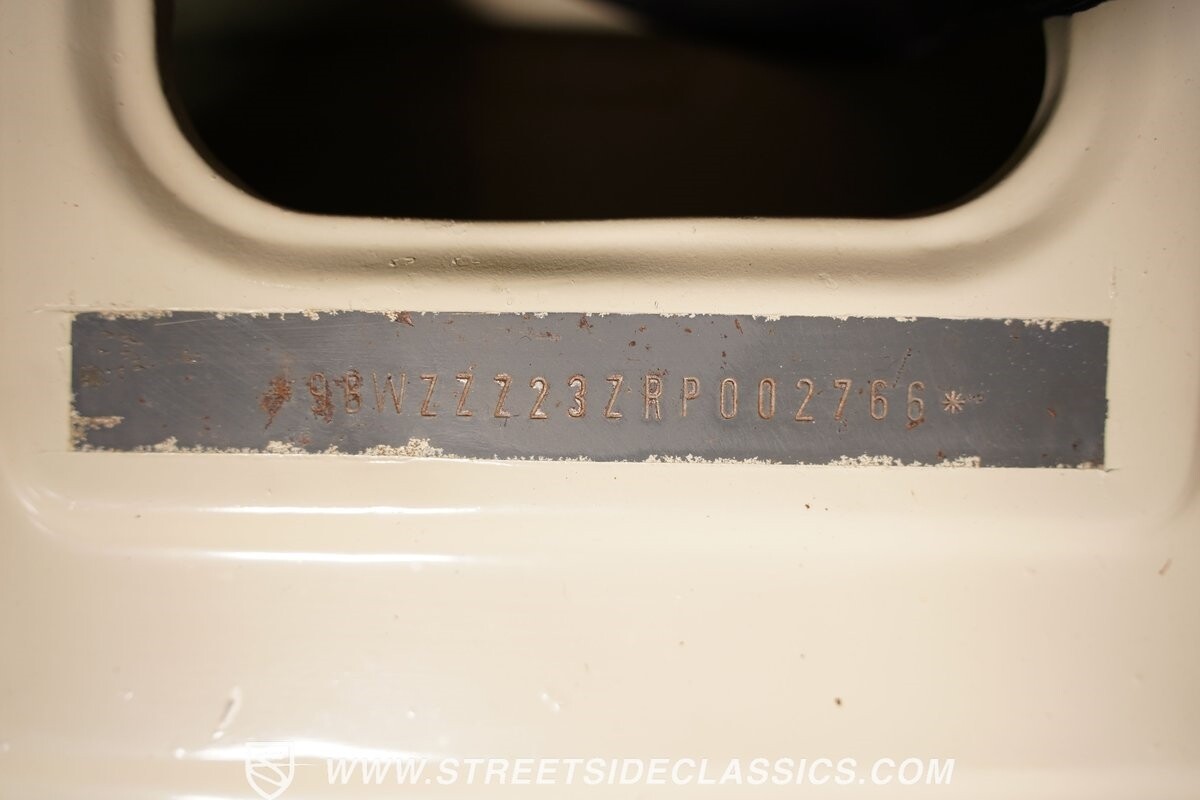 *9BWZZZ23ZRP002766*
WWW.STREETSIDECLASSICS.COM